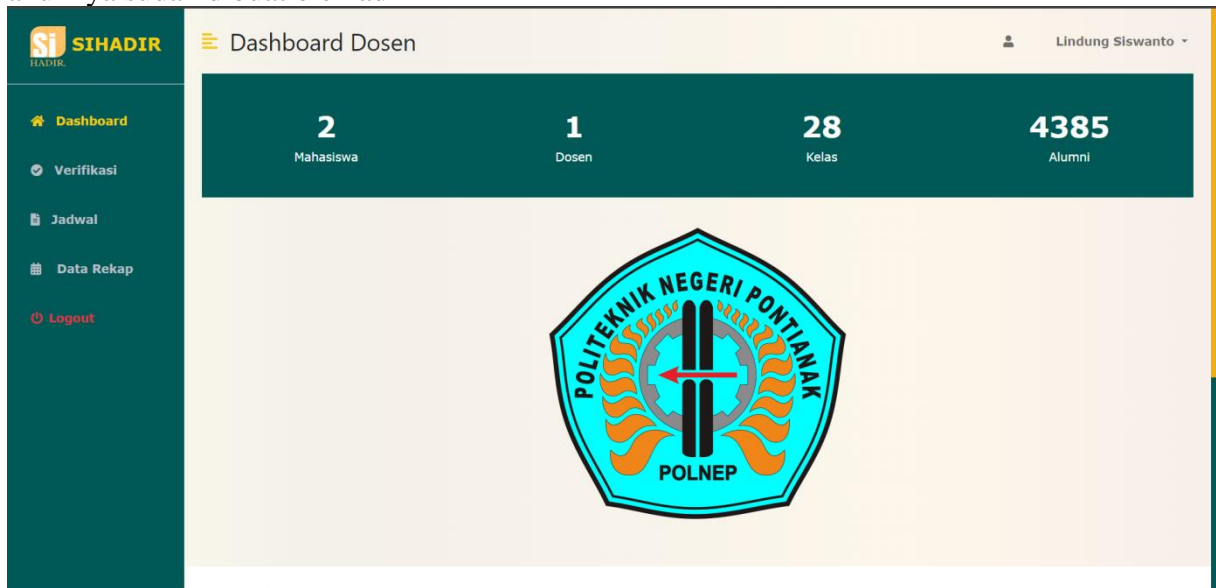 Si
HADIR.
SIHADIR
Dashboard Dosen
Lindung Siswanto
Dashboard
Verifikasi
Jadwal
Data Rekap
Logout
2
Mahasiswa
1
Dosen
28
Kelas
4385
Alumni
POLITEKNIK NEGERI PONTIANAK
POLNEP